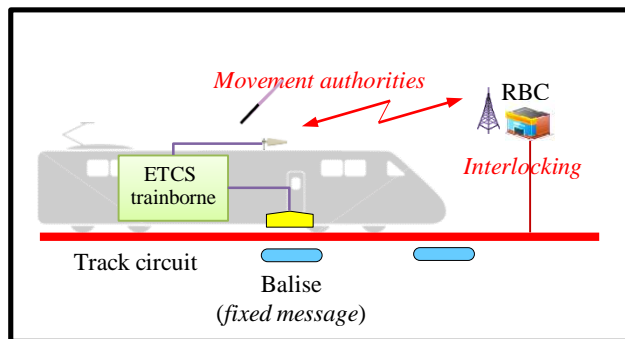 Movement authorities
RBC
Interlocking
ETCS
trainborne
Track circuit
Balise
(fixed message)